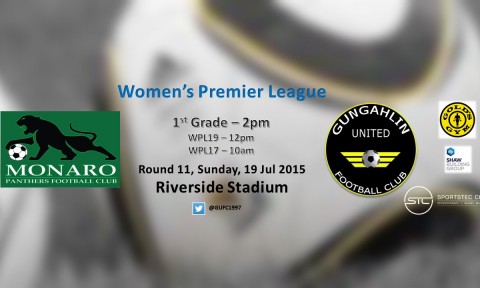 Women's Premier League
1st Grade – 2pm
WPL19 – 12pm
WPL17 – 10am
Round 11, Sunday, 19 Jul 2015
Riverside Stadium
@GUFC1997
MONARO
PANTHERS FOOTBALL CLUB
GUNGAHLIN
UNITED
FOOTBALL CLUB
GOLD'S
GYM
SHAW
BUILDING
GROUP
STC
SPORTSTEC C